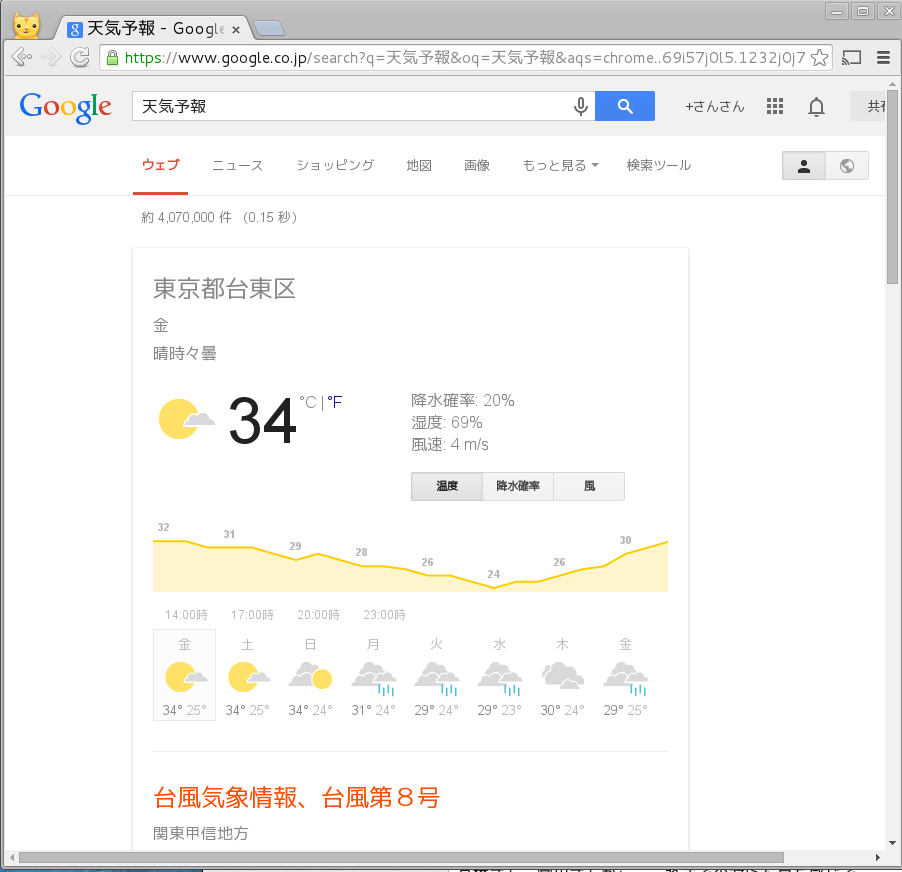 天気予報 - Googl
https://www.google.co.jp/search?q=天気予報&oq=天気予報&aqs=chrome..69i57j0l5.1232j0j7
Google
天気予報
+さんさん
共有
ウェブ ニュース ショッピング 地図 画像 もっと見る 検索ツール
約 4,070,000 件 （0.15 秒）
東京都台東区
金
晴時々曇
34 °C | °F
降水確率: 20%
湿度: 69%
風速: 4 m/s
温度 降水確率 風
32 31 29 28 26 24 26 30
14:00時 17:00時 20:00時 23:00時
金 土 日 月 火 水 木 金
34° 25° 34° 25° 34° 24° 31° 24° 29° 24° 29° 23° 30° 24° 29° 25°
台風気象情報、台風第８号
関東甲信地方